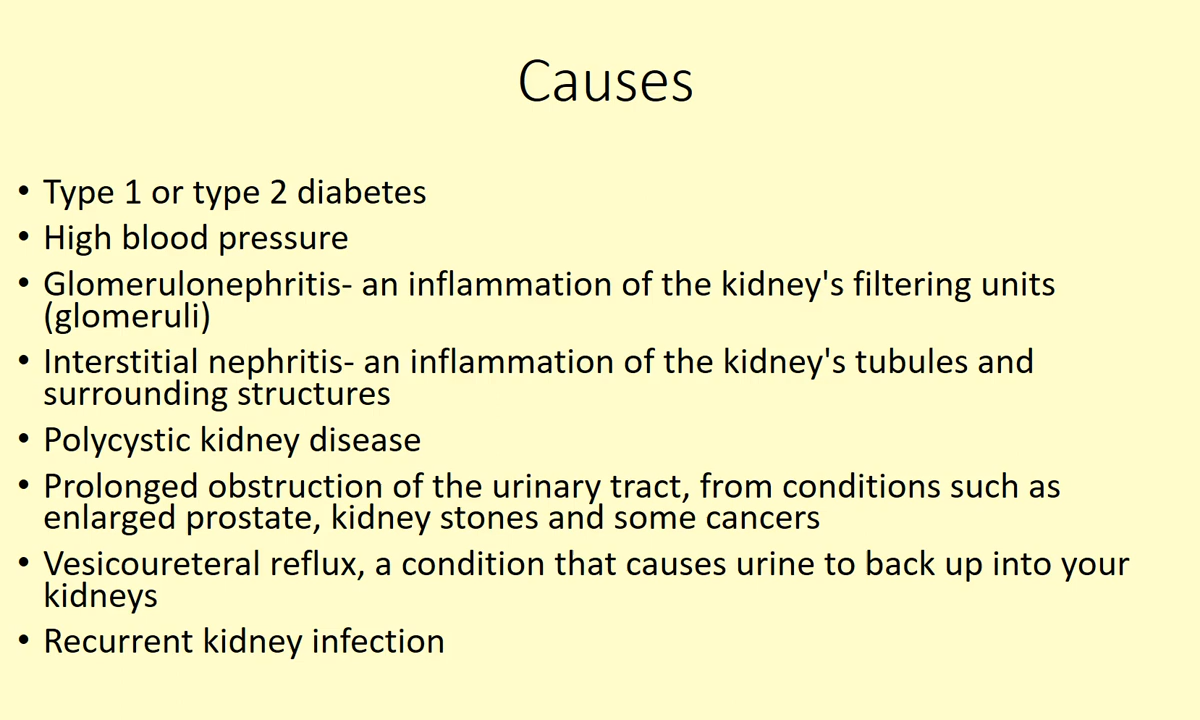 Causes
• Type 1 or type 2 diabetes
• High blood pressure
• Glomerulonephritis- an inflammation of the kidney's filtering units
(glomeruli)
• Interstitial nephritis- an inflammation of the kidney's tubules and
surrounding structures
• Polycystic kidney disease
• Prolonged obstruction of the urinary tract, from conditions such as
enlarged prostate, kidney stones and some cancers
• Vesicoureteral reflux, a condition that causes urine to back up into your
kidneys
• Recurrent kidney infection